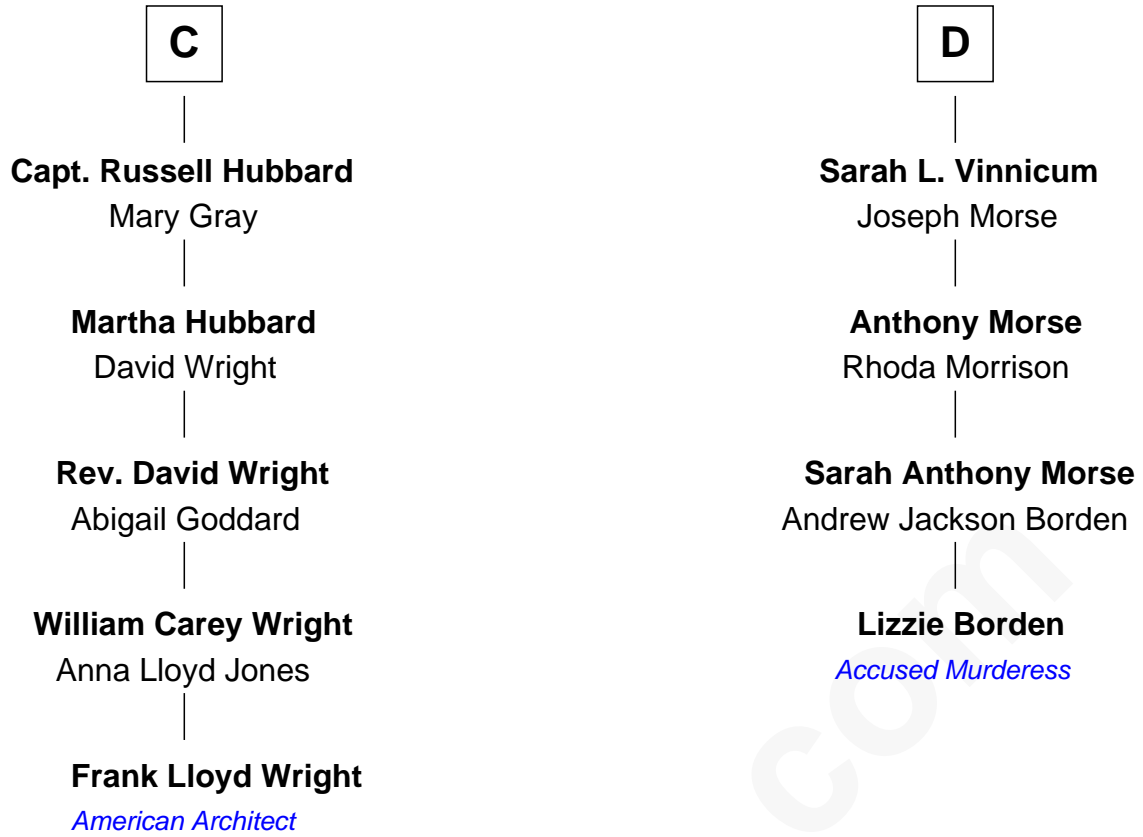 C
Capt. Russell Hubbard
Mary Gray
Martha Hubbard
David Wright
Rev. David Wright
Abigail Goddard
William Carey Wright
Anna Lloyd Jones
Frank Lloyd Wright
American Architect
D
Sarah L. Vinnicum
Joseph Morse
Anthony Morse
Rhoda Morrison
Sarah Anthony Morse
Andrew Jackson Borden
Lizzie Borden
Accused Murderess
com